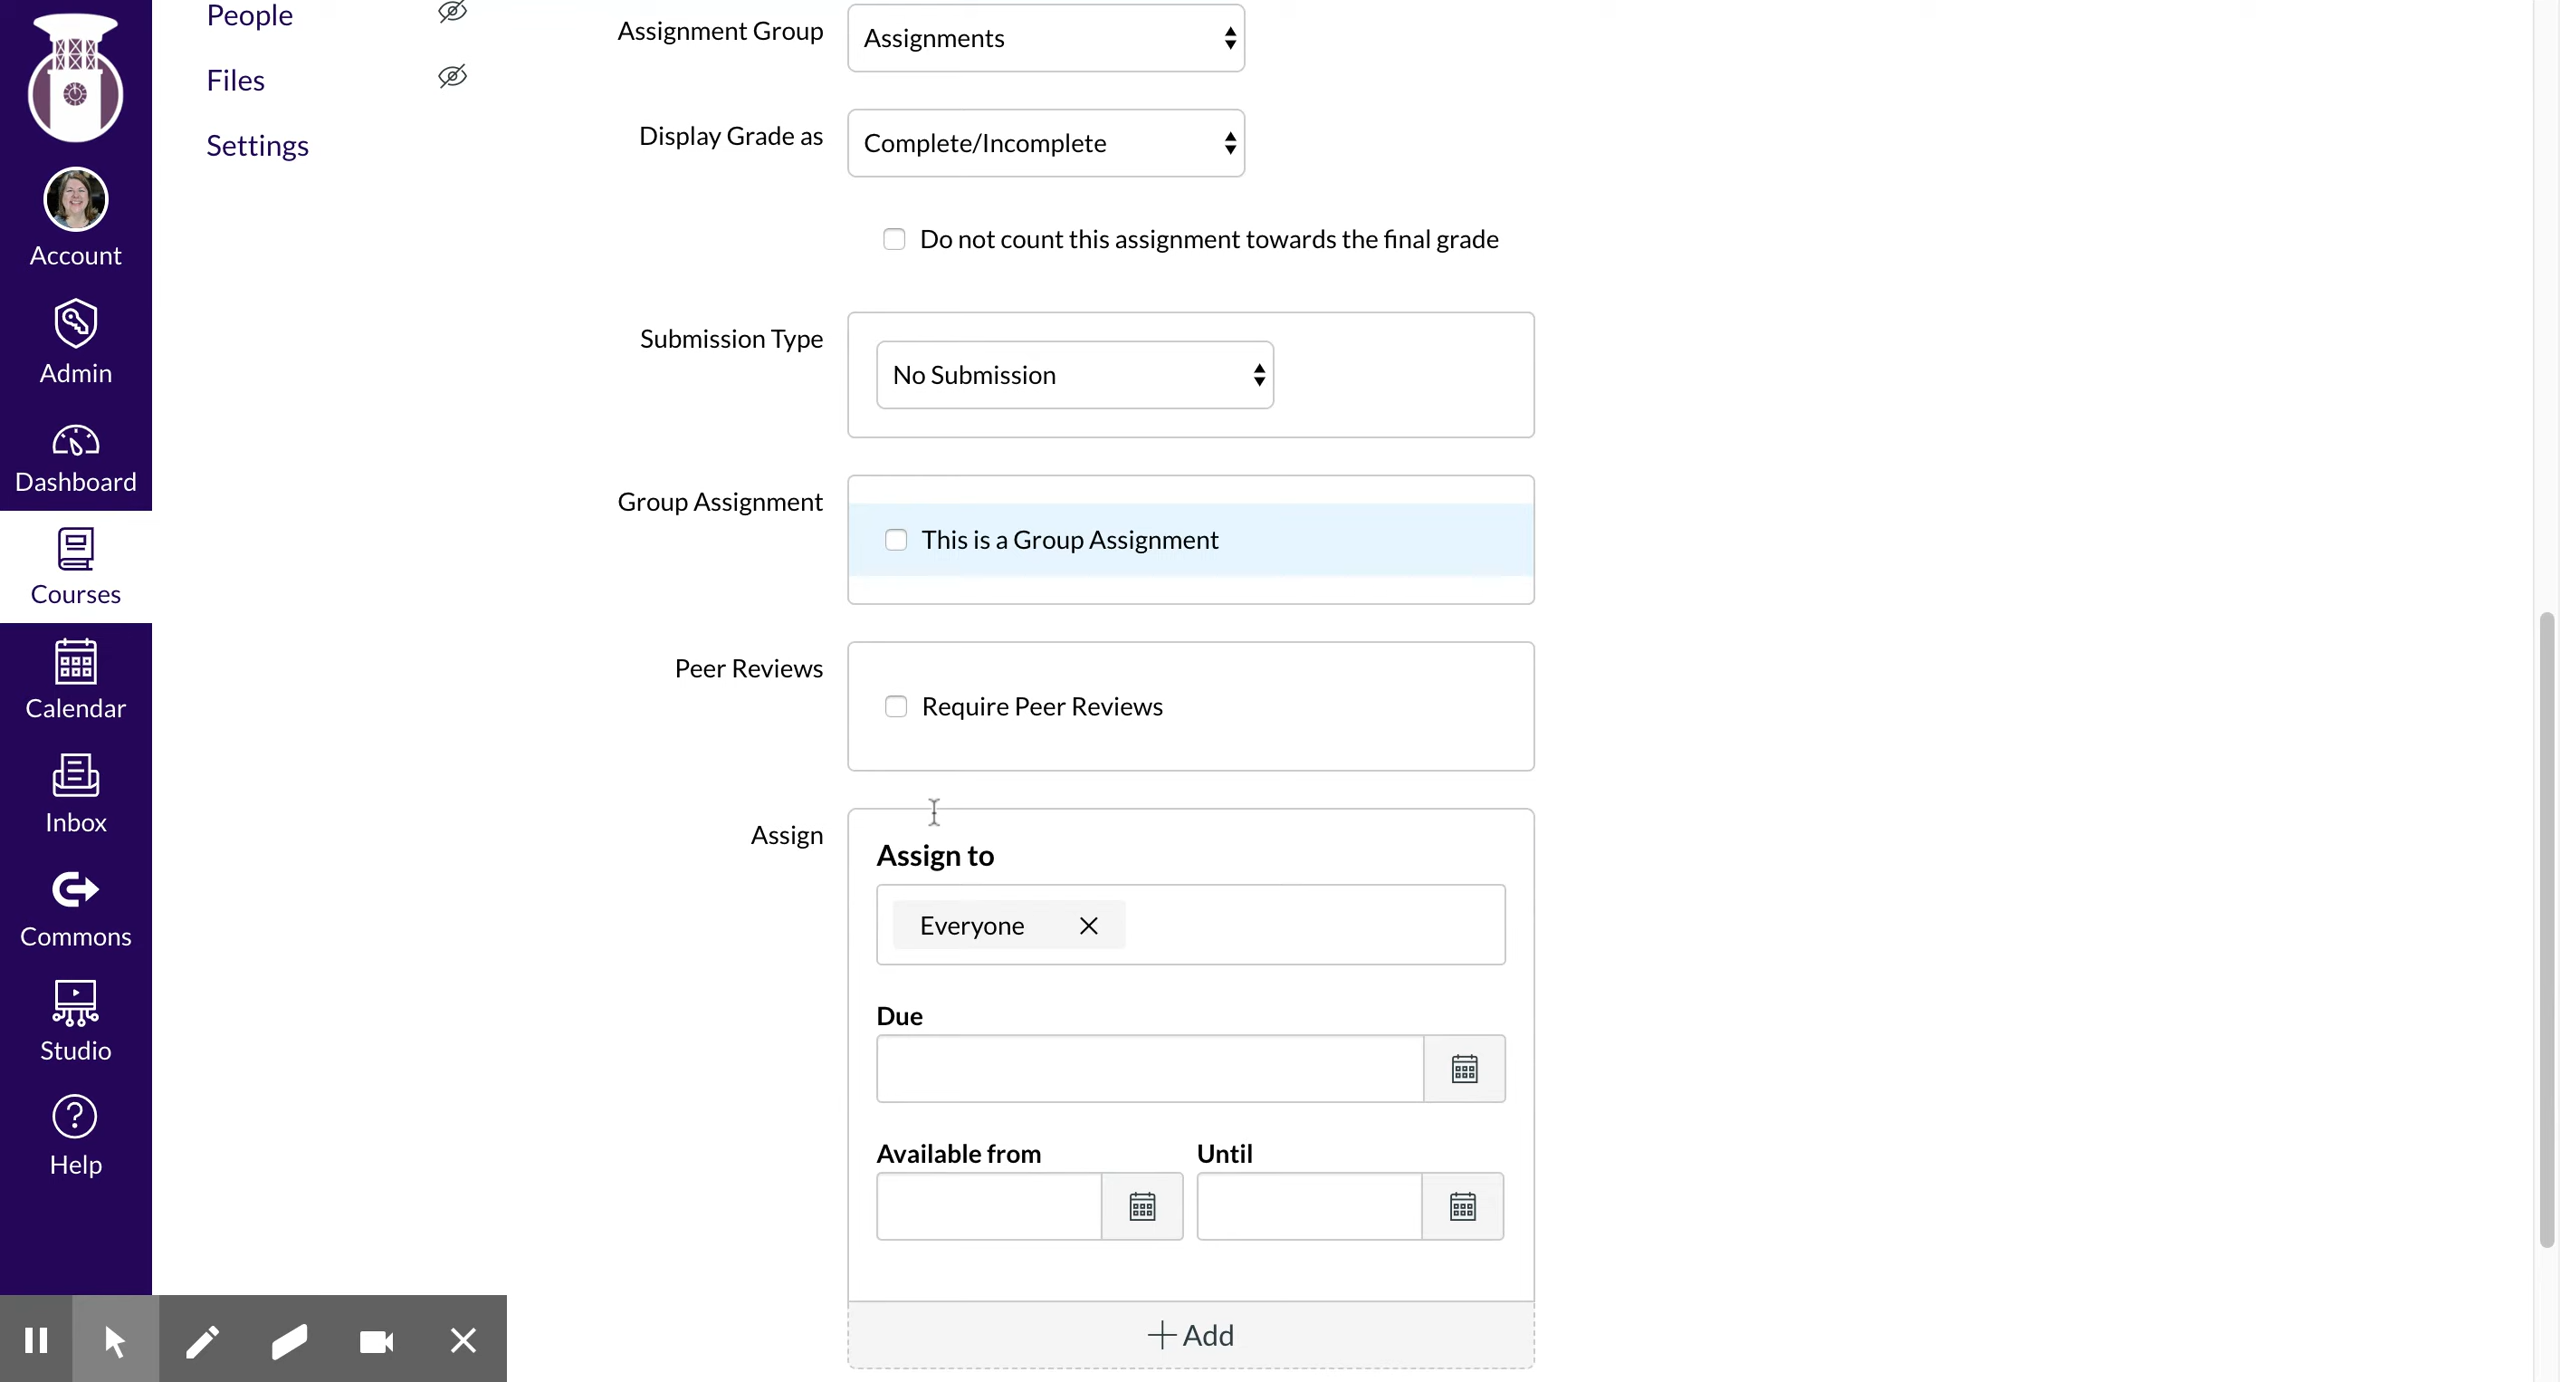 People
Files
Settings
Account
Admin
Dashboard
Courses
Calendar
Inbox
Commons
Studio
Help
Assignment Group
Assignments
Display Grade as
Complete/Incomplete
Do not count this assignment towards the final grade
Submission Type
No Submission
Group Assignment
This is a Group Assignment
Peer Reviews
Require Peer Reviews
Assign
Assign to
Everyone
Due
Available from
Until
+ Add